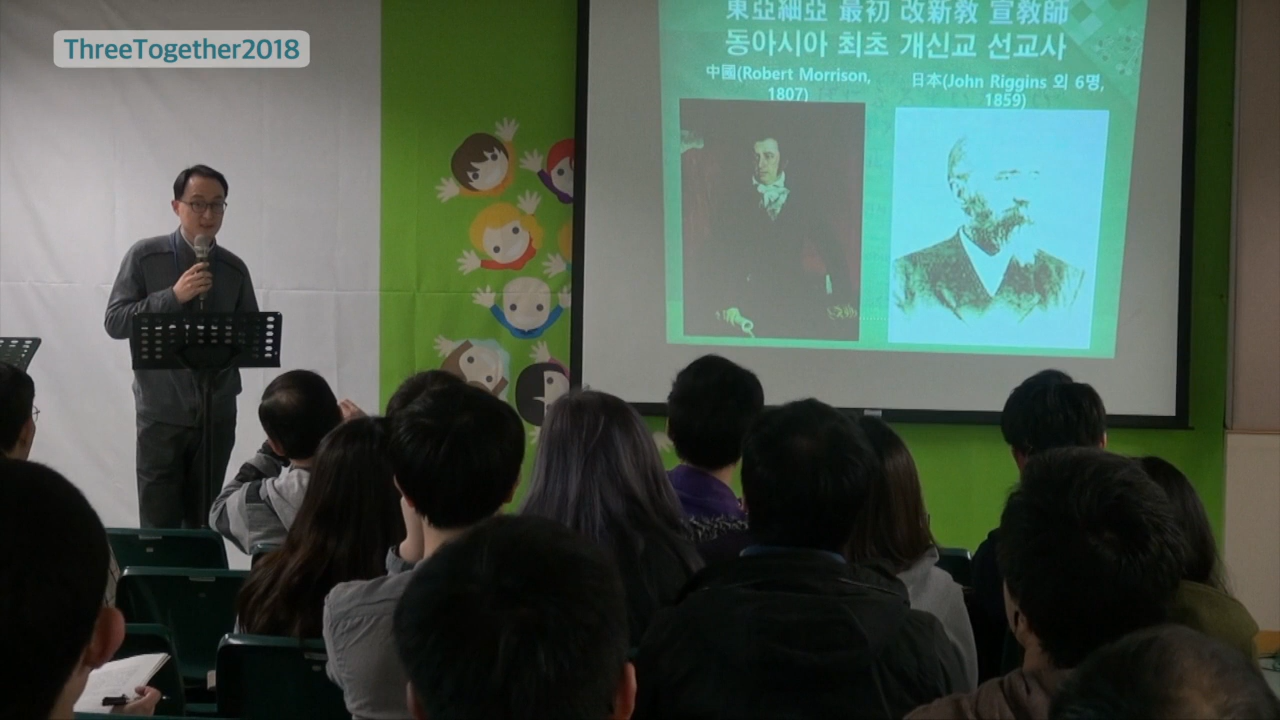 ThreeTogether2018
東亞細亞 最初 改新教 宣教師
동아시아 최초 개신교 선교사
中國(Robert Morrison,
1807)
日本(John Riggins 외 6명,
1859)